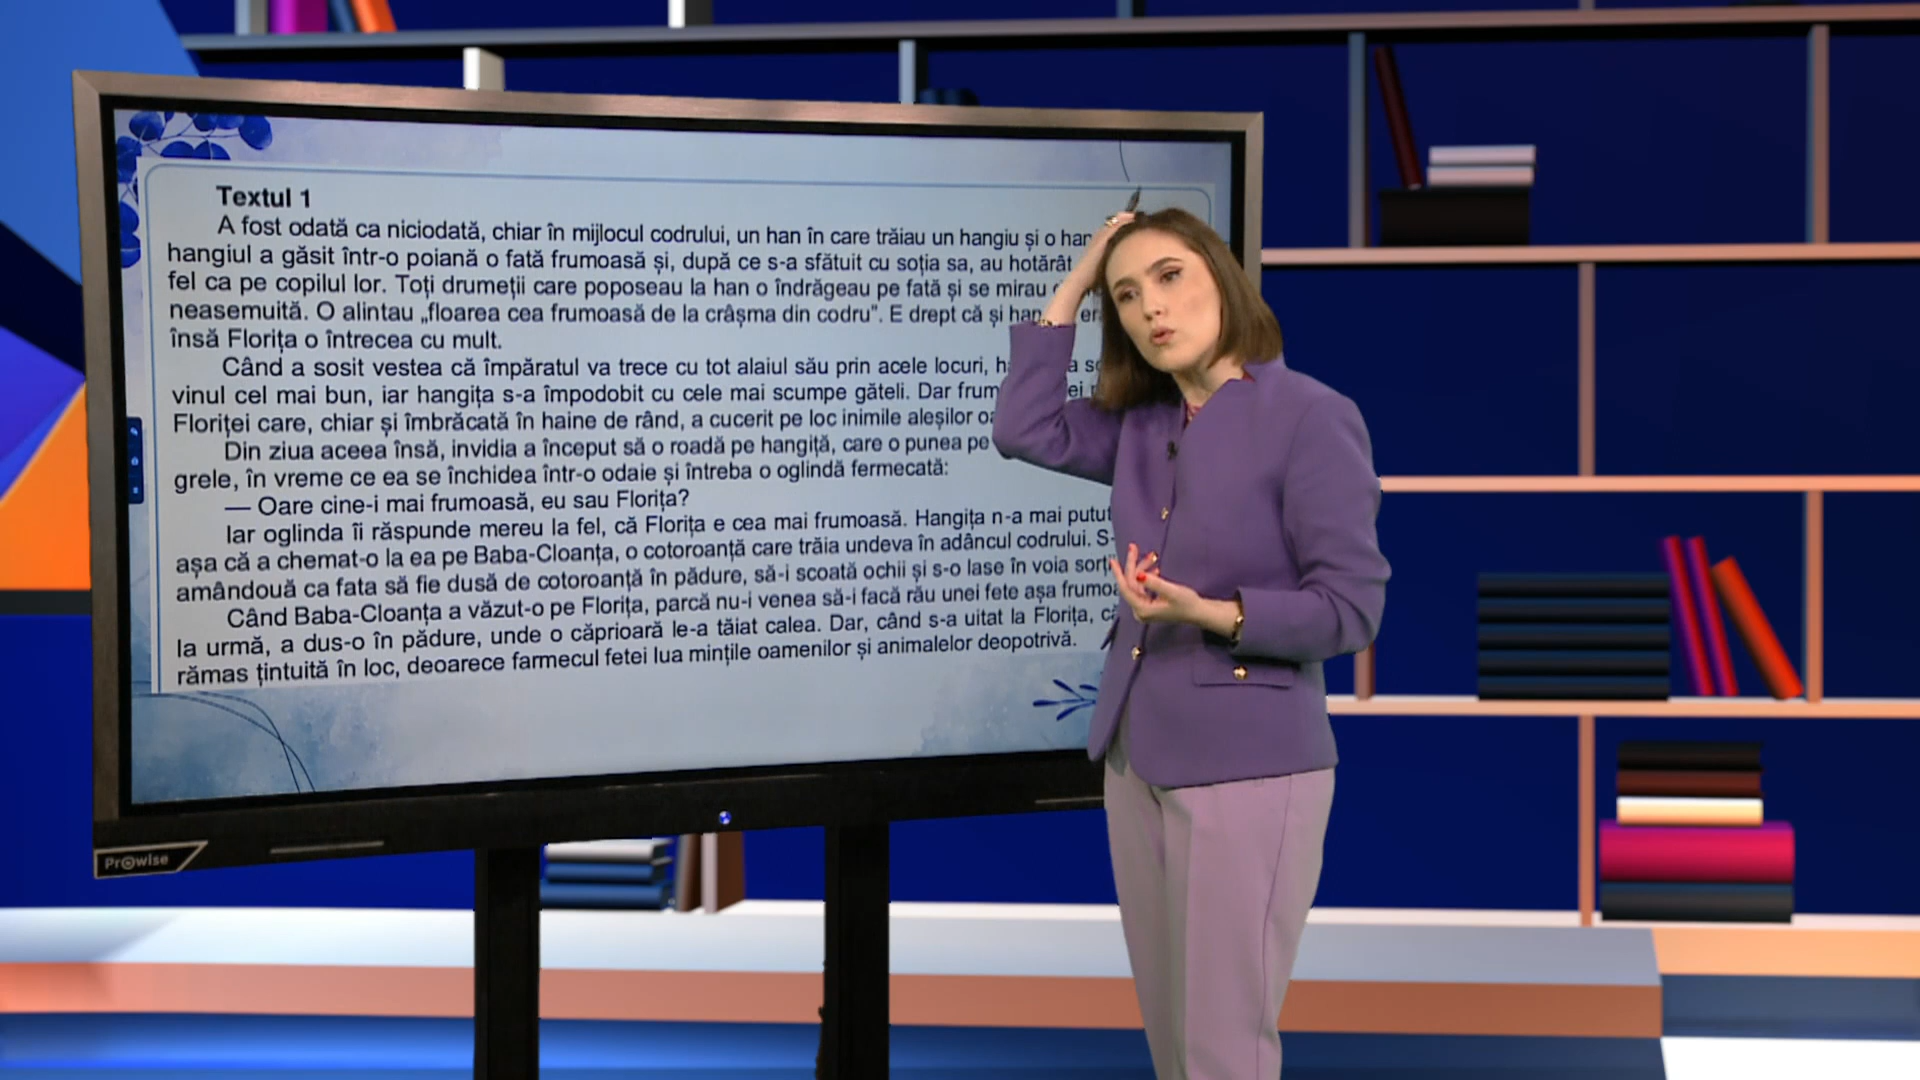 Textul 1
A fost odată ca niciodată, chiar în mijlocul codrului, un han în care trăiau un hangiu și o
hangiul a găsit într-o poiană o fată frumoasă și, după ce s-a sfătuit cu soția sa, au hotărât
fel ca pe copilul lor. Toți drumeții care poposeau la han o îndrăgeau pe fată și se mirau
neasemuită. O alintau „floarea cea frumoasă de la crâșma din codru". E drept că și
însă Florița o întrecea cu mult.
Când a sosit vestea că împăratul va trece cu tot alaiul său prin acele locuri,
vinul cel mai bun, iar hangița s-a împodobit cu cele mai scumpe găteli. Dar
Floriței care, chiar și îmbrăcată în haine de rând, a cucerit pe loc inimile aleșilor
Din ziua aceea însă, invidia a început să o roadă pe hangiță, care o punea pe
grele, în vreme ce ea se închidea într-o odaie și întreba o oglindă fermecată:
— Oare cine-i mai frumoasă, eu sau Florița?
Iar oglinda îi răspunde mereu la fel, că Florița e cea mai frumoasă. Hangița n-a mai putut
așa că a chemat-o la ea pe Baba-Cloanța, o cotoroanță care trăia undeva în adâncul codrului. S-
amândouă ca fata să fie dusă de cotoroanță în pădure, să-i scoată ochii și s-o lase în voia
Când Baba-Cloanța a văzut-o pe Florița, parcă nu-i venea să-i facă rău unei fete așa
la urmă, a dus-o în pădure, unde o căprioară le-a tăiat calea. Dar, când s-a uitat la Florița,
rămas țintuită în loc, deoarece farmecul fetei lua mințile oamenilor și animalelor deopotrivă.
Prowise